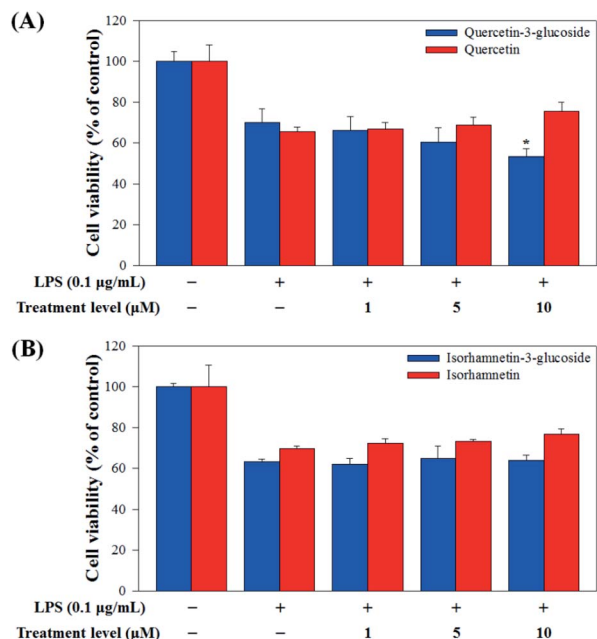 (A)
Quercetin-3-glucoside
Quercetin
Cell viability (% of control)
120
100
80
60
40
20
0
*
LPS (0.1 µg/mL) − + + + +
Treatment level (µM) − − 1 5 10
(B)
Isorhamnetin-3-glucoside
Isorhamnetin
Cell viability (% of control)
120
100
80
60
40
20
0
LPS (0.1 µg/mL) − + + + +
Treatment level (µM) − − 1 5 10